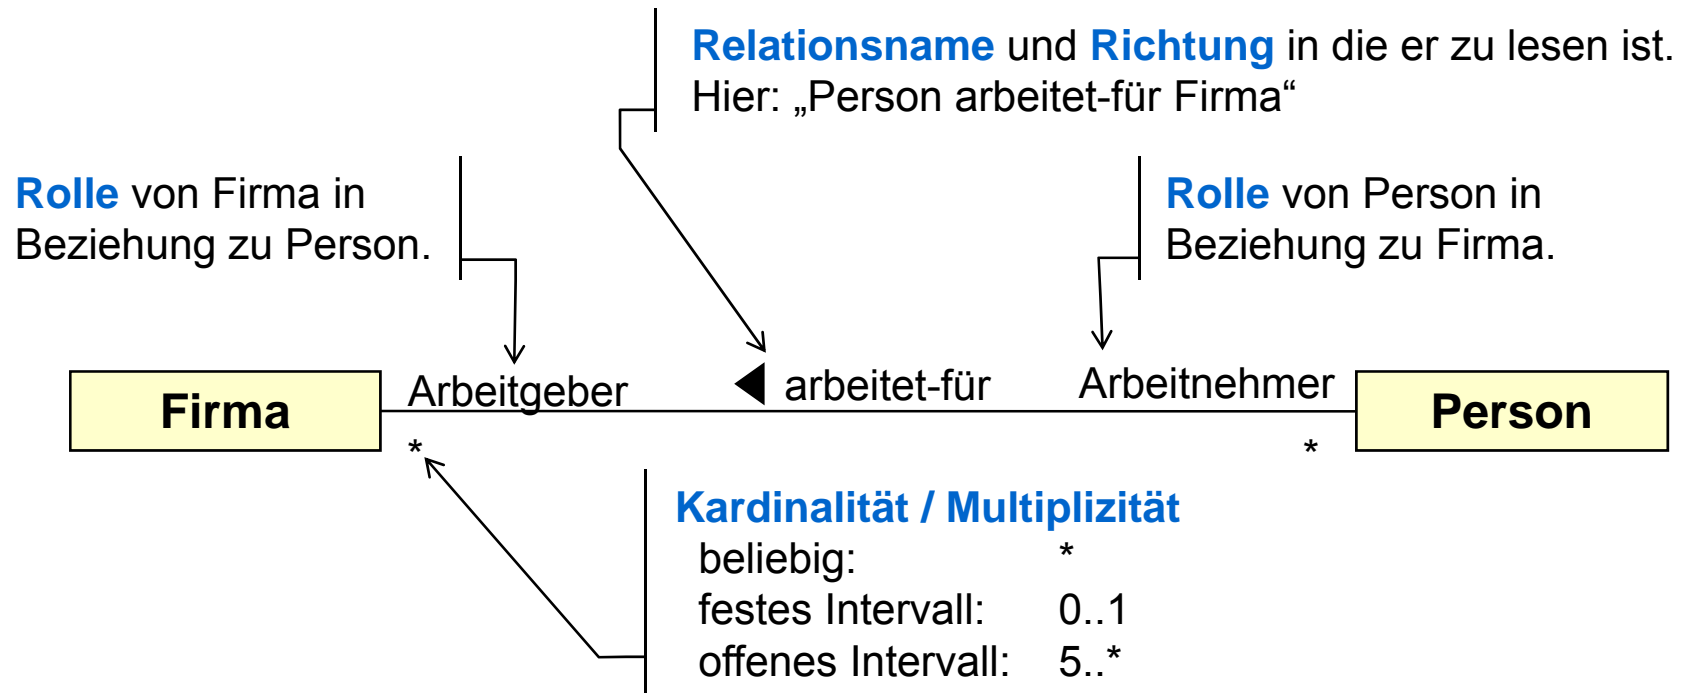 Relationsname und Richtung in die er zu lesen ist.
Hier: „Person arbeitet-für Firma“
Rolle von Firma in
Beziehung zu Person.
Rolle von Person in
Beziehung zu Firma.
Firma
Arbeitgeber
arbeitet-für
Arbeitnehmer
Person
*
*
Kardinalität / Multiplizität
beliebig: *
festes Intervall: 0..1
offenes Intervall: 5..*